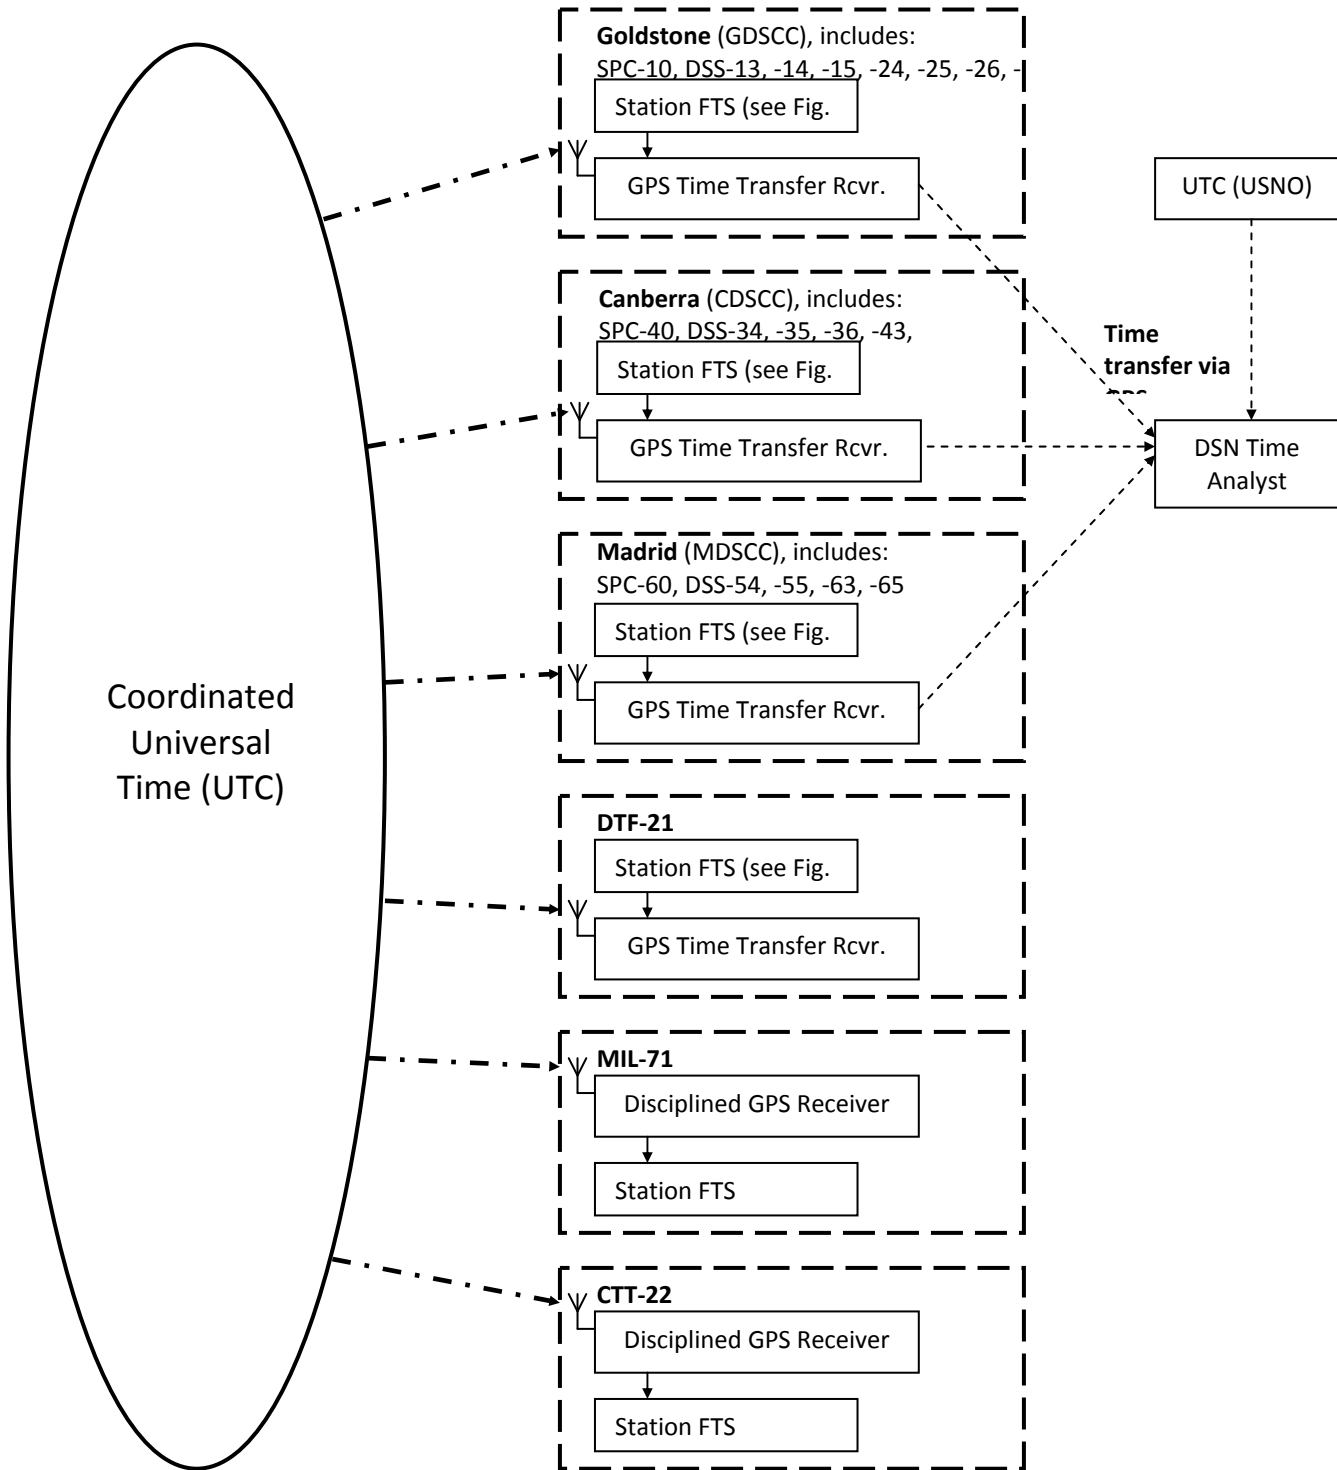 Goldstone (GDSCC), includes:
SPC-10, DSS-13, -14, -15, -24, -25, -26, -
Station FTS (see Fig.
GPS Time Transfer Rcvr.
UTC (USNO)
Canberra (CDSCC), includes:
SPC-40, DSS-34, -35, -36, -43,
Station FTS (see Fig.
GPS Time Transfer Rcvr.
Time
transfer via
DSN Time
Analyst
Madrid (MDSCC), includes:
SPC-60, DSS-54, -55, -63, -65
Station FTS (see Fig.
GPS Time Transfer Rcvr.
Coordinated
Universal
Time (UTC)
DTF-21
Station FTS (see Fig.
GPS Time Transfer Rcvr.
MIL-71
Disciplined GPS Receiver
Station FTS
CTT-22
Disciplined GPS Receiver
Station FTS